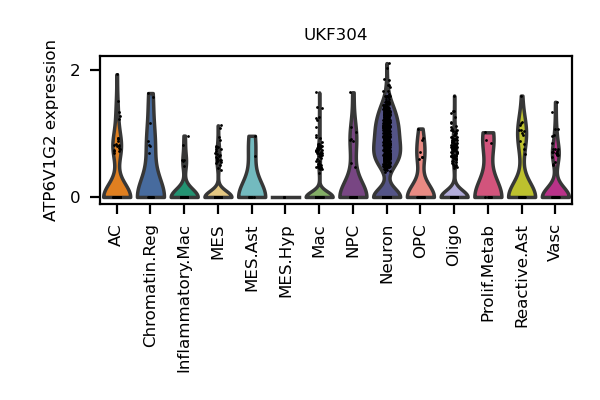 UKF304
ATP6V1G2 expression
2
0
AC
Chromatin.Reg
Inflammatory.Mac
MES
MES.Ast
MES.Hyp
Mac
NPC
Neuron
OPC
Oligo
Prolif.Metab
Reactive.Ast
Vasc